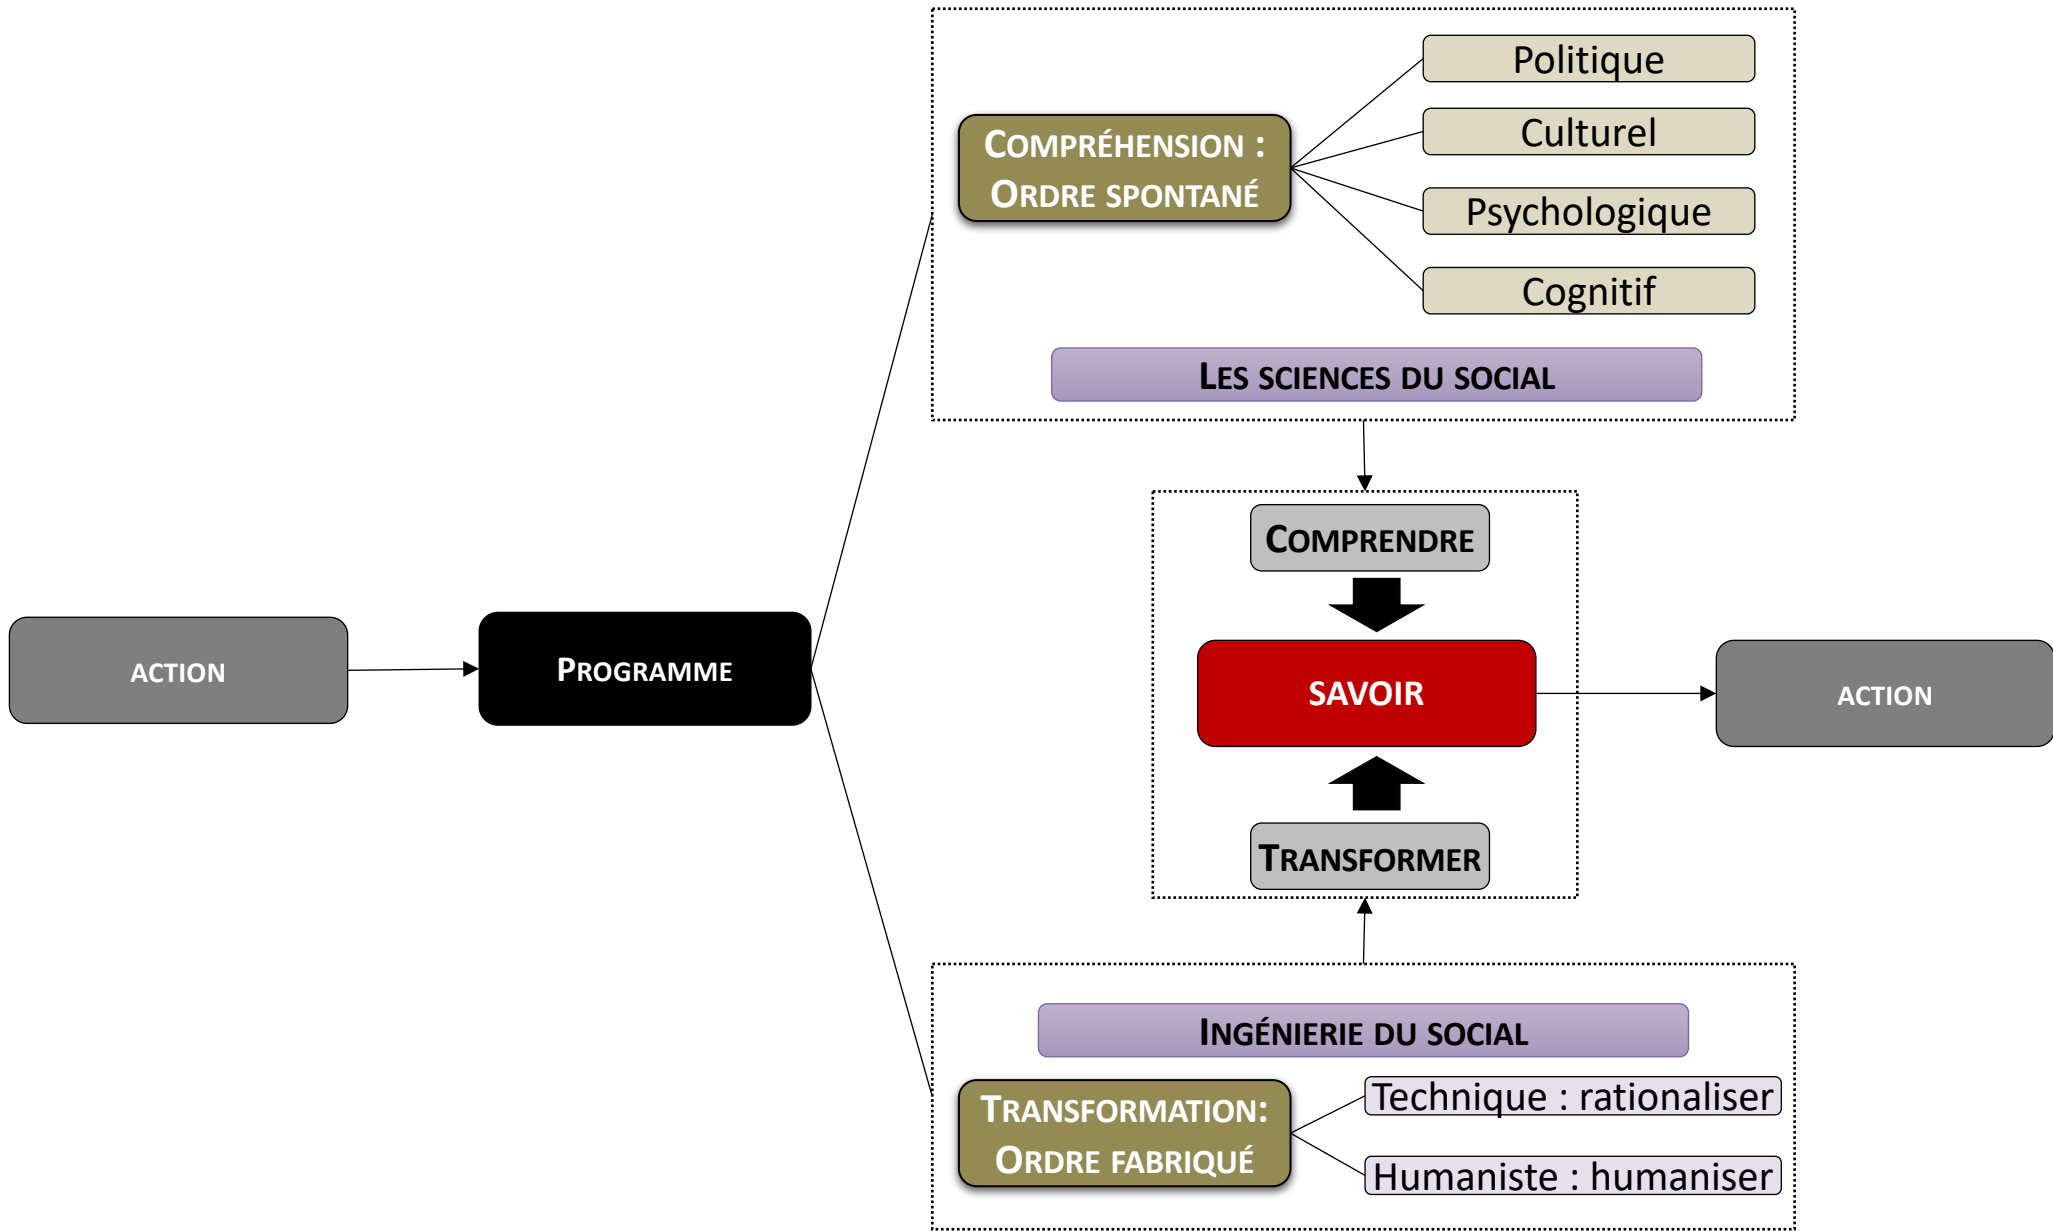 Politique
Culturel
COMPRÉHENSION :
ORDRE SPONTANÉ
Psychologique
Cognitif
LES SCIENCES DU SOCIAL
COMPRENDRE
ACTION
PROGRAMME
SAVOIR
ACTION
TRANSFORMER
INGÉNIERIE DU SOCIAL
TRANSFORMATION:
ORDRE FABRIQUÉ
Technique : rationaliser
Humaniste : humaniser